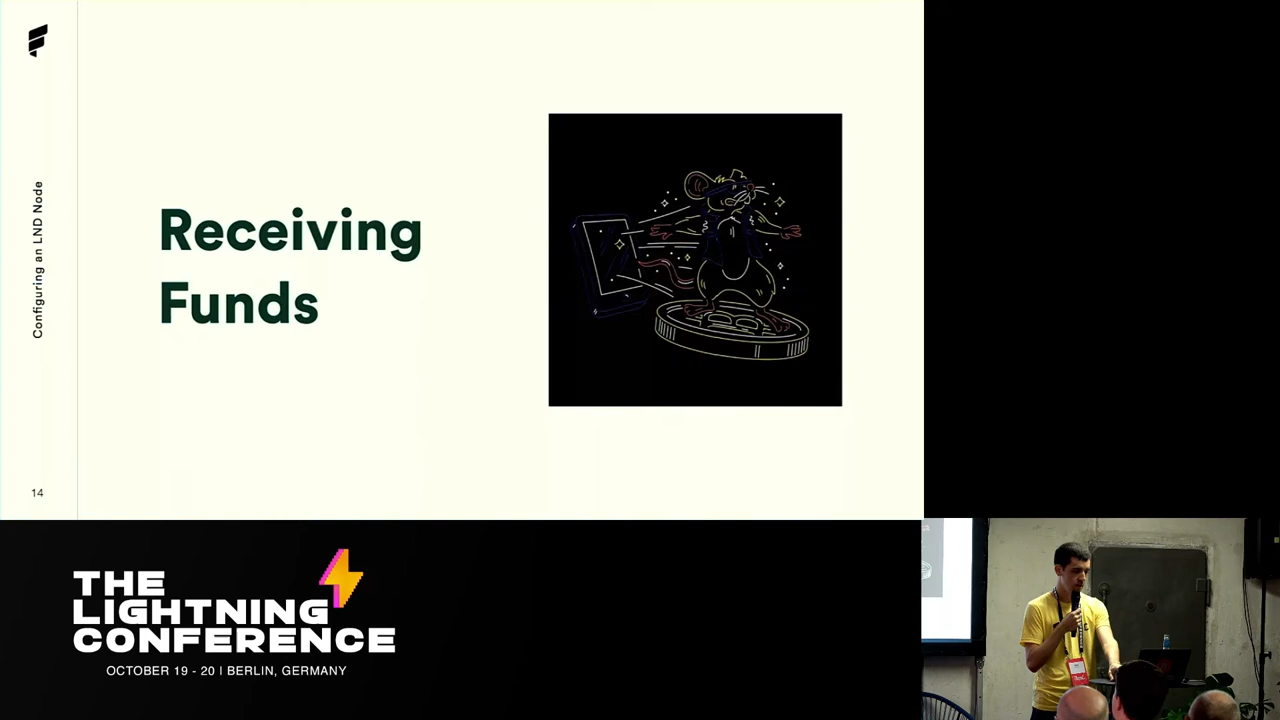 Configuring an LND Node
Receiving
Funds
14
THE
LIGHTNING
CONFERENCE
OCTOBER 19 - 20 | BERLIN, GERMANY